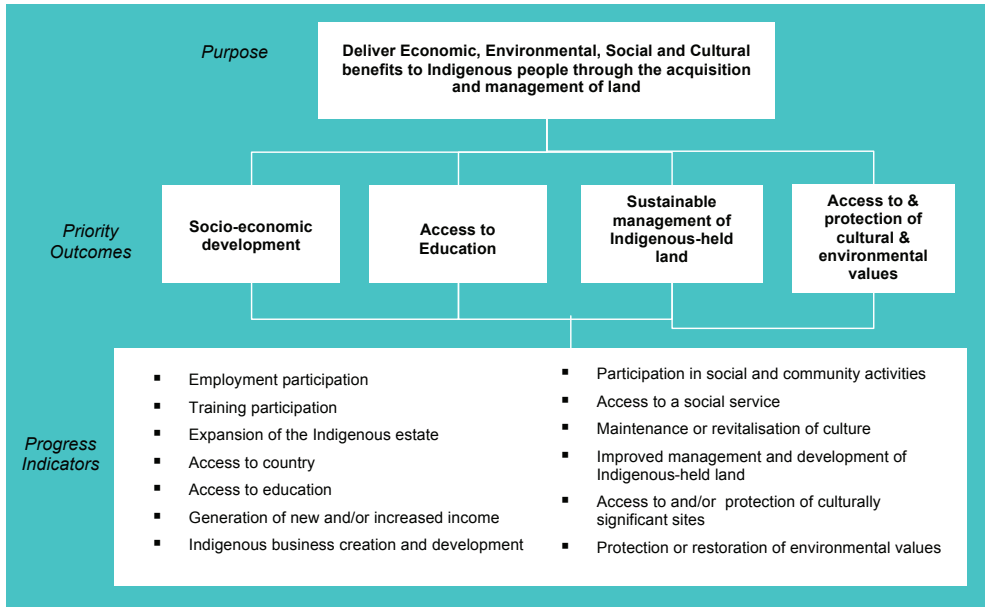 Purpose
Deliver Economic, Environmental, Social and Cultural
benefits to Indigenous people through the acquisition
and management of land
Priority
Outcomes
Socio-economic
development
Access to
Education
Sustainable
management of
Indigenous-held
land
Access to &
protection of
cultural &
environmental
values
Progress
Indicators
▪ Employment participation
▪ Training participation
▪ Expansion of the Indigenous estate
▪ Access to country
▪ Access to education
▪ Generation of new and/or increased income
▪ Indigenous business creation and development
▪ Participation in social and community activities
▪ Access to a social service
▪ Maintenance or revitalisation of culture
▪ Improved management and development of
Indigenous-held land
▪ Access to and/or protection of culturally
significant sites
▪ Protection or restoration of environmental values